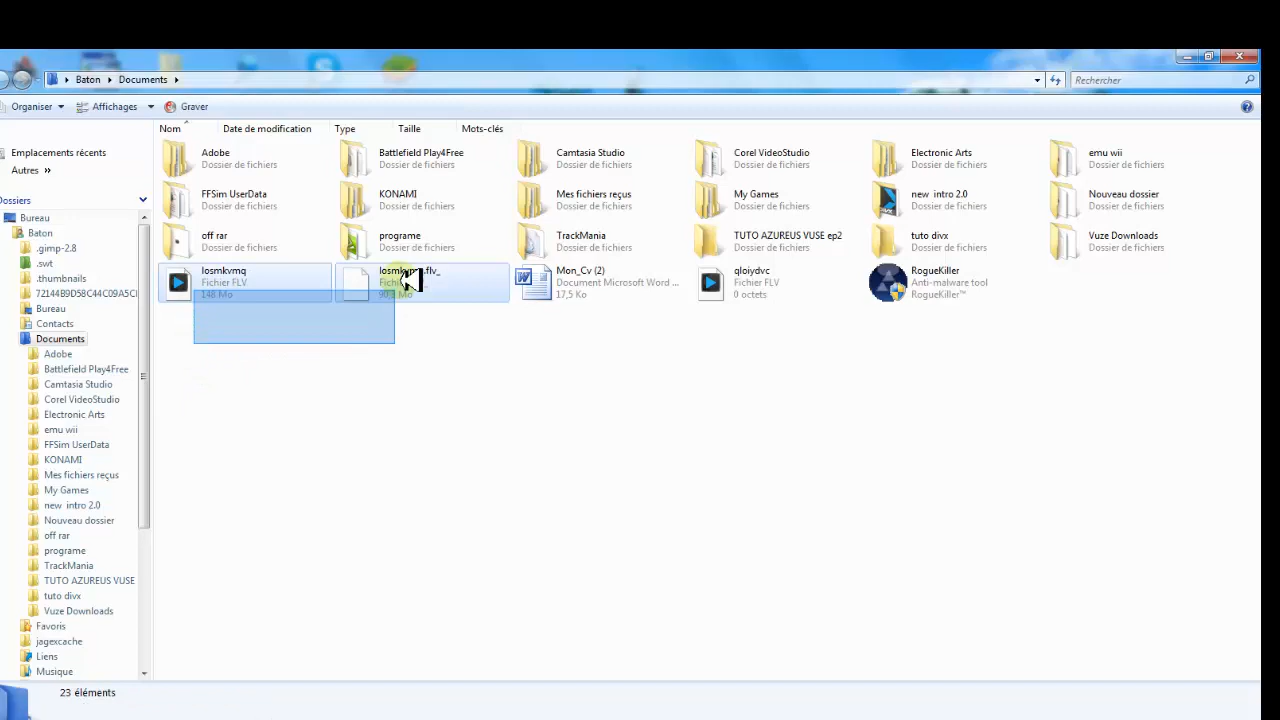 Baton Documents
Rechercher
Organiser Affichages Graver
Nom Date de modification Type Taille Mots-clés
Emplacements récents
Autres »
Dossiers
Bureau
Baton
.gimp-2.8
.swt
.thumbnails
72144B9D58C44C09A5CI
Bureau
Contacts
Documents
Adobe
Battlefield Play4Free
Camtasia Studio
Corel VideoStudio
Electronic Arts
emu wii
FFSim UserData
KONAMI
Mes fichiers reçus
My Games
new intro 2.0
Nouveau dossier
off rar
programe
TrackMania
TUTO AZUREUS VUSE
tuto divx
Vuze Downloads
Favoris
jagexcache
Liens
Musique
Adobe
Dossier de fichiers
Battlefield Play4Free
Dossier de fichiers
Camtasia Studio
Dossier de fichiers
Corel VideoStudio
Dossier de fichiers
Electronic Arts
Dossier de fichiers
emu wii
Dossier de fichiers
FFSim UserData
Dossier de fichiers
KONAMI
Dossier de fichiers
Mes fichiers reçus
Dossier de fichiers
My Games
Dossier de fichiers
new intro 2.0
Dossier de fichiers
Nouveau dossier
Dossier de fichiers
off rar
Dossier de fichiers
programe
Dossier de fichiers
TrackMania
Dossier de fichiers
TUTO AZUREUS VUSE ep2
Dossier de fichiers
tuto divx
Dossier de fichiers
Vuze Downloads
Dossier de fichiers
losmkvmq
Fichier FLV
148 Mo
Mo
Mon_Cv (2)
Document Microsoft Word ...
17,5 Ko
qloiydvc
Fichier FLV
0 octets
RogueKiller
Anti-malware tool
RogueKiller™
23 éléments